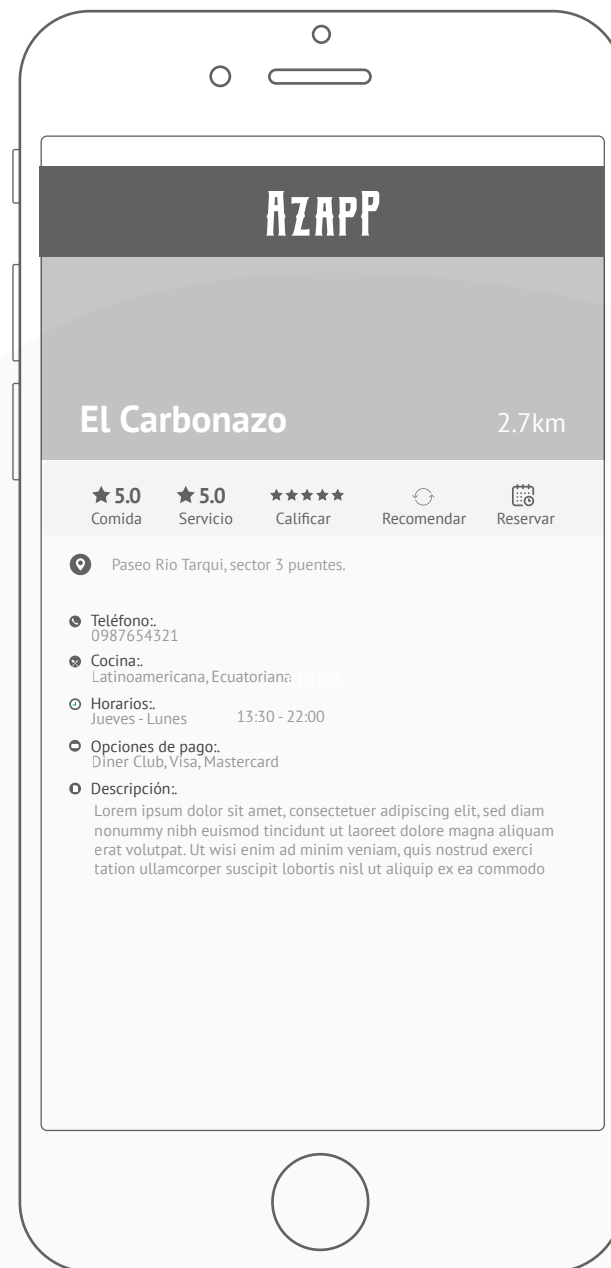 AZAPP
El Carbonazo 2.7km
5.0 5.0
Comida Servicio Calificar Recomendar Reservar
Paseo Rio Tarqui, sector 3 puentes.
Teléfono:.
0987654321
Cocina:.
Latinoamericana, Ecuatoriana
Horarios:.
Jueves - Lunes 13:30 - 22:00
Opciones de pago:.
Diner Club, Visa, Mastercard
Descripción:.
Lorem ipsum dolor sit amet, consectetuer adipiscing elit, sed diam
nonummy nibh euismod tincidunt ut laoreet dolore magna aliquam
erat volutpat. Ut wisi enim ad minim veniam, quis nostrud exerci
tation ullamcorper suscipit lobortis nisl ut aliquip ex ea commodo